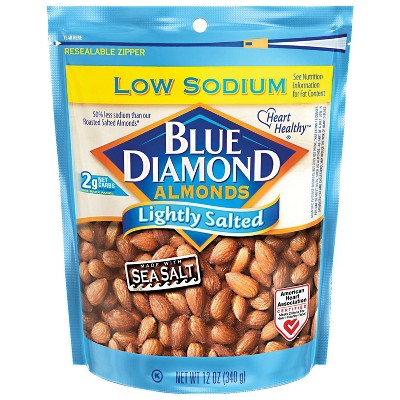 RESEALABLE ZIPPER
LOW SODIUM
See Nutrition
Information
for Fat Content
50% less sodium than our
Roasted Salted Almonds*
Heart
Healthy™
BLUE
DIAMOND
ALMONDS
2g NET
CARBS
Lightly Salted
MADE WITH
SEA SALT
American
Heart
Association
CERTIFIED
K
NET WT 12 OZ (340g)